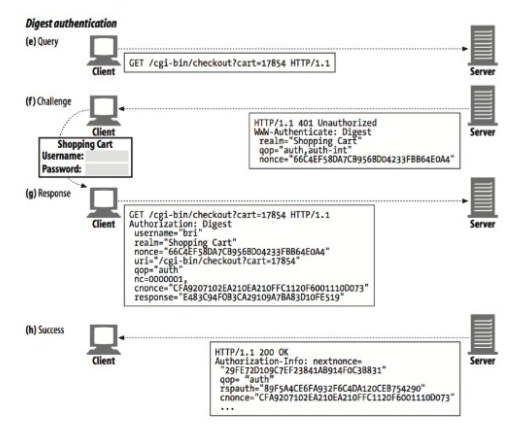 Digest authentication
(e) Query
GET /cgi-bin/checkout?cart=17854 HTTP/1.1
Client
Server
(f) Challenge
Client
Server
HTTP/1.1 401 Unauthorized
WWW-Authenticate: Digest
realm="Shopping Cart"
qop="auth,auth-int"
nonce="66C4EF58DA7CB956BD04233FBB64E0A4"
Shopping Cart
Username:
Password:
(g) Response
Client
Server
GET /cgi-bin/checkout?cart=17854 HTTP/1.1
Authorization: Digest
username="bri"
realm="Shopping Cart"
nonce="66C4EF58DA7CB956BD04233FBB64E0A4"
uri="/cgi-bin/checkout?cart=17854"
qop="auth"
nc=0000001,
cnonce="CFA9207102EA210EA210FFC1120F6001110D073"
response="E483C94F0B3CA29109A7BA83D10FE519"
(h) Success
Client
Server
HTTP/1.1 200 OK
Authorization-Info: nextnonce=
"29FE72D109C7EF23841AB914F0C3B831"
qop= "auth"
rspauth="89F5A4CE6FA932F6C4DA120CEB754290"
cnonce="CFA9207102EA210EA210FFC1120F6001110D073"
...